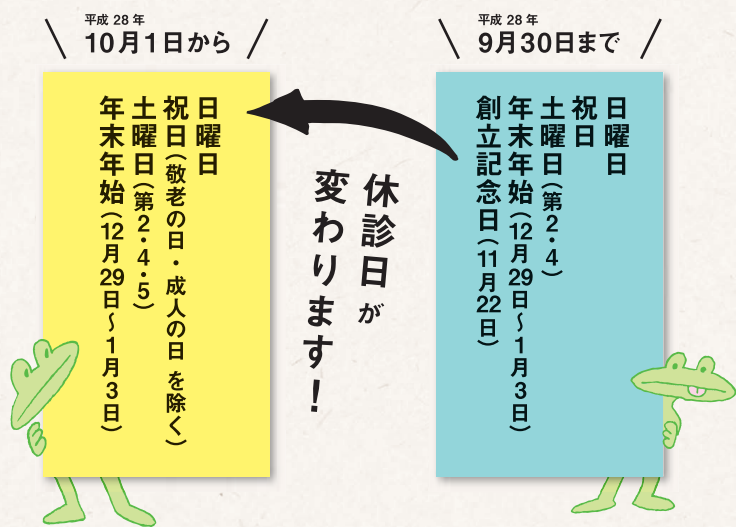 平成 28 年
9月30日まで
日曜日
祝日
土曜日(第2・4)
年末年始(12月29日〜1月3日)
創立記念日(11月22日)
休診日が
変わります!
平成 28 年
10月1日から
日曜日
祝日(敬老の日・成人の日 を除く)
土曜日(第2・4・5)
年末年始(12月29日〜1月3日)